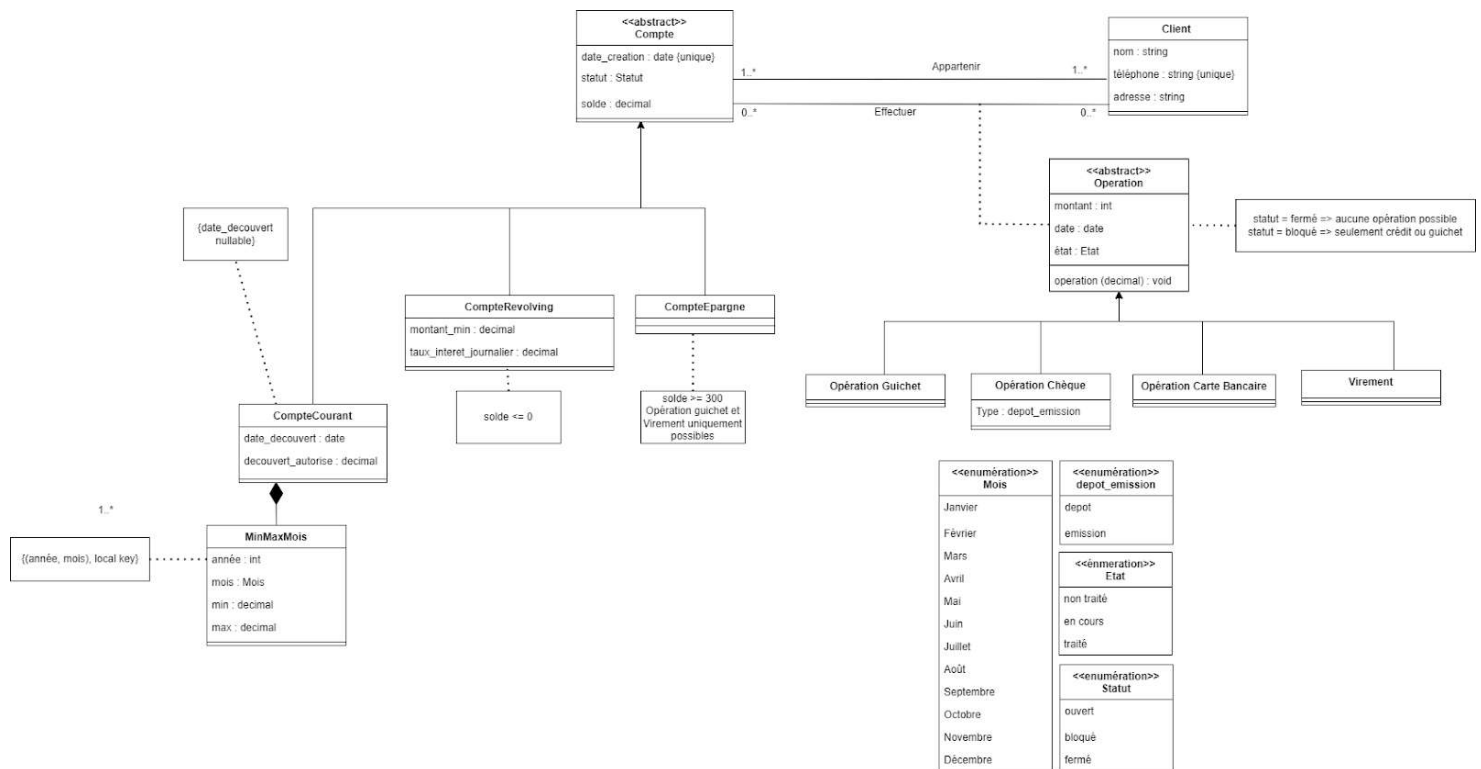 <<abstract>>
Compte
date_creation : date {unique}
statut : Statut
solde : decimal
Client
nom : string
téléphone : string {unique}
adresse : string
1..*
Appartenir
1..*
0..*
Effectuer
0..*
<<abstract>>
Operation
montant : int
date : date
état : Etat
operation (decimal) : void
statut = fermé => aucune opération possible
statut = bloqué => seulement crédit ou guichet
{date_decouvert
nullable}
CompteRevolving
montant_min : decimal
taux_interet_journalier : decimal
CompteEpargne
solde <= 0
solde >= 300
Opération guichet et
Virement uniquement
possibles
Opération Guichet
Opération Chèque
Type : depot_emission
Opération Carte Bancaire
Virement
CompteCourant
date_decouvert : date
decouvert_autorise : decimal
1..*
{(année, mois), local key}
MinMaxMois
année : int
mois : Mois
min : decimal
max : decimal
<<enumération>>
Mois
Janvier
Février
Mars
Avril
Mai
Juin
Juillet
Août
Septembre
Octobre
Novembre
Décembre
<<enumération>>
depot_emission
depot
emission
<<énmeration>>
Etat
non traité
en cours
traité
<<enumération>>
Statut
ouvert
bloqué
fermé